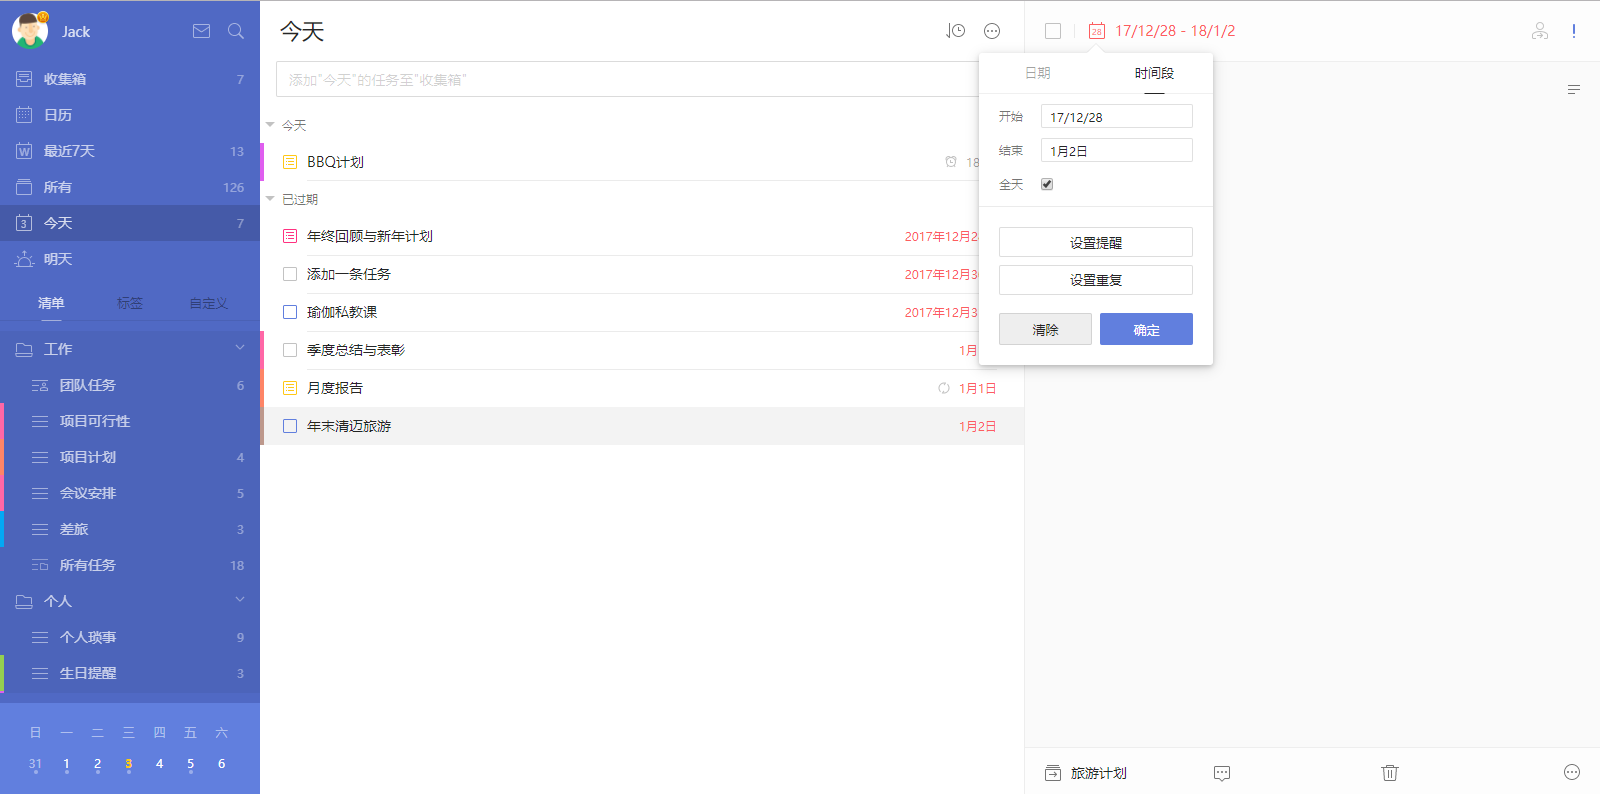 Jack
收集箱 7
日历
W 最近7天 13
所有 126
3 今天 7
明天
清单 标签 自定义
工作
团队任务 6
项目可行性
项目计划 4
会议安排 5
差旅 3
所有任务 18
个人
个人琐事 9
生日提醒 3
日 一 二 三 四 五 六
31 1 2 3 4 5 6
今天
添加"今天"的任务至"收集箱"
今天
BBQ计划 18
已过期
年终回顾与新年计划 2017年12月2
添加一条任务 2017年12月3
瑜伽私教课 2017年12月3
季度总结与表彰 1月
月度报告 1月1日
年末清迈旅游 1月2日
28 17/12/28 - 18/1/2
日期 时间段
开始 17/12/28
结束 1月2日
全天
设置提醒
设置重复
清除 确定
旅游计划